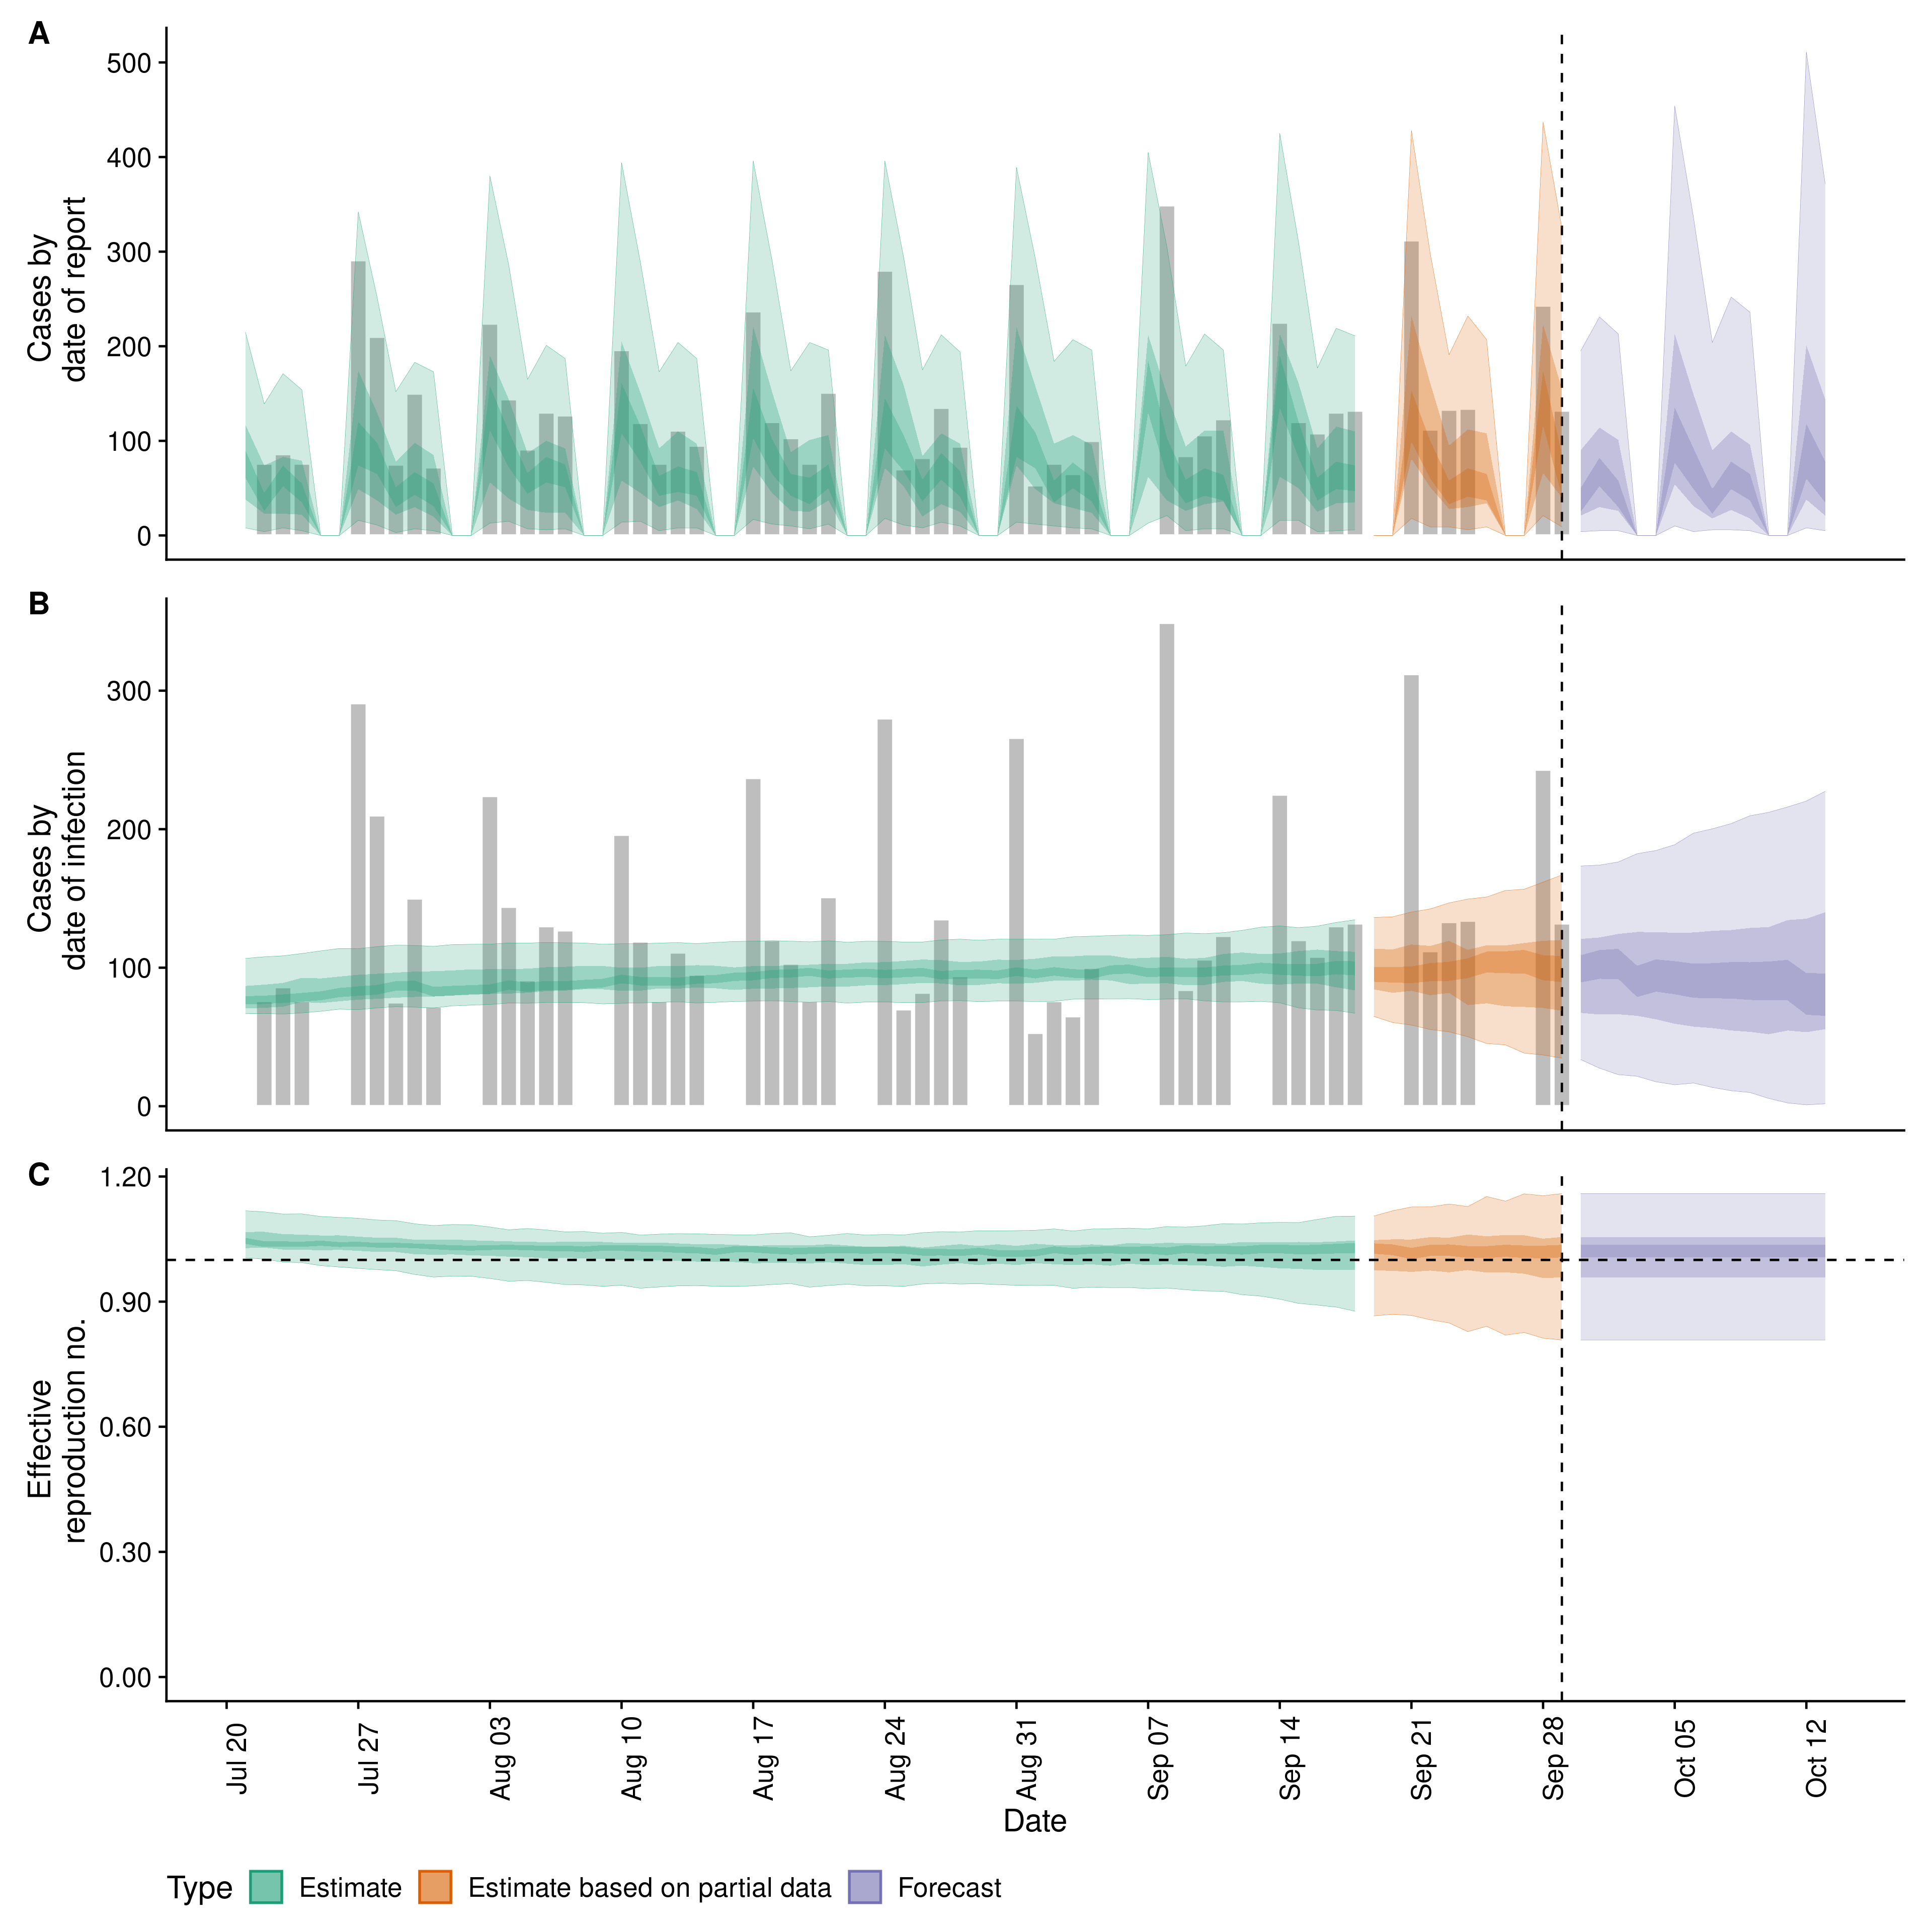 A
Cases by
date of report
500
400
300
200
100
0
B
Cases by
date of infection
300
200
100
0
C
Effective
reproduction no.
1.20
0.90
0.60
0.30
0.00
Jul 20
Jul 27
Aug 03
Aug 10
Aug 17
Aug 24
Aug 31
Sep 07
Sep 14
Sep 21
Sep 28
Oct 05
Oct 12
Date
Type Estimate Estimate based on partial data Forecast